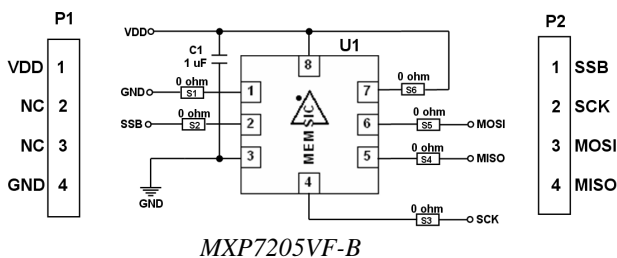 P1
VDD 1
NC 2
NC 3
GND 4
VDD
C1
1 uF
U1
8
0 ohm
GND S1 1
0 ohm
SSB S2 2
3
GND
MEMSIC
7 0 ohm
S6
6 0 ohm
S5 MOSI
5 0 ohm
S4 MISO
4
0 ohm
S3 SCK
P2
1 SSB
2 SCK
3 MOSI
4 MISO
MXP7205VF-B